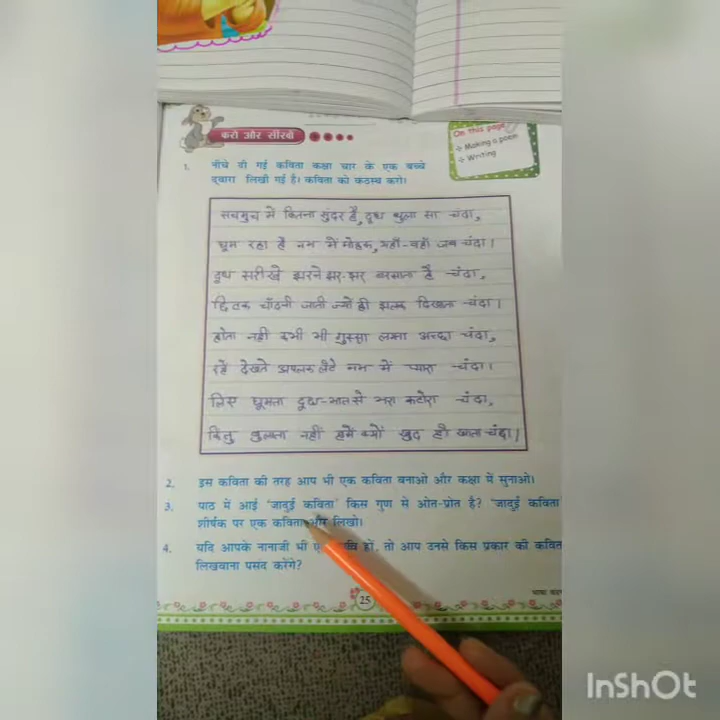 करो और सीखो
On this page
÷ Making a poem
÷ Writing
1. नीचे दी गई कविता कक्षा चार के एक बच्चे
द्वारा लिखी गई है। कविता को कंठस्थ करो।
सचमुच में कितना सुंदर है, दूध धुला सा चंदा,
घूम रहा है नभ में मोहक, यहाँ-वहाँ जब चंदा।
दूध सरीखे झरने झर-झर बरसाता है चंदा,
छिटक चाँदनी जाती ज्यों ही झलक दिखाता चंदा।
होता नहीं कभी भी गुस्सा लगता अच्छा चंदा,
रहें देखते अपलक लेटे नभ में प्यारा चंदा।
लिए घूमता दूध-भात से भरा कटोरा चंदा,
किंतु नहीं हमें क्यों खुद ही खाता चंदा।
2. इस कविता की तरह आप भी एक कविता बनाओ और कक्षा में सुनाओ।
3. पाठ में आई 'जादुई कविता' किस गुण से ओत-प्रोत है? 'जादुई कविता'
शीर्षक पर एक कविता और लिखो।
4. यदि आपके नानाजी भी हों, तो आप उनसे किस प्रकार की
लिखवाना पसंद करेंगे?
25
भाषा
InShOt